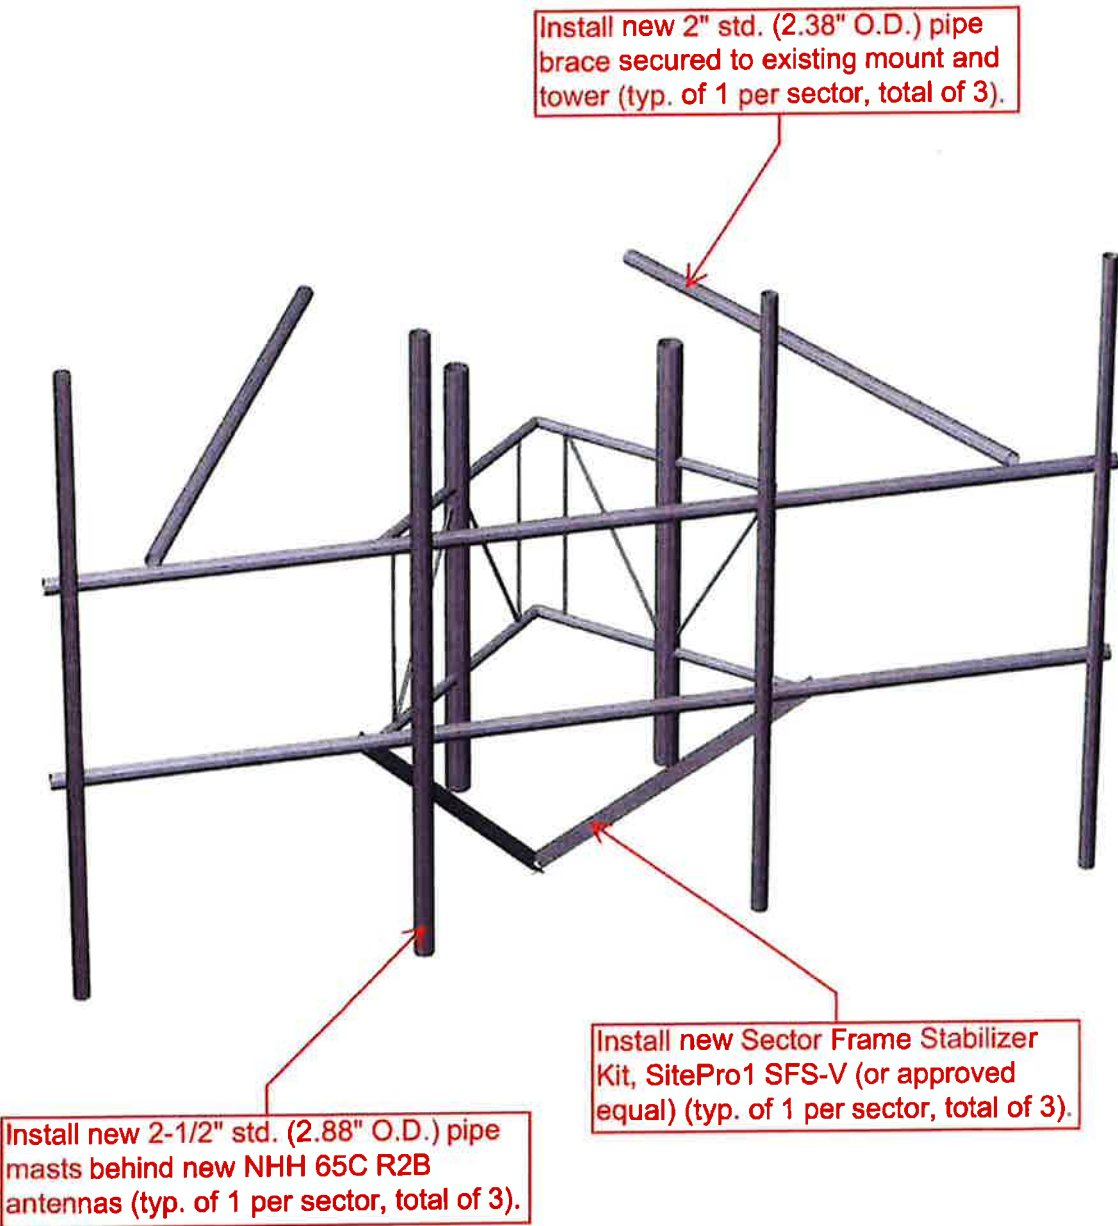 Install new 2" std. (2.38" O.D.) pipe
brace secured to existing mount and
tower (typ. of 1 per sector, total of 3).
Install new Sector Frame Stabilizer
Kit, SitePro1 SFS-V (or approved
equal) (typ. of 1 per sector, total of 3).
Install new 2-1/2" std. (2.88" O.D.) pipe
masts behind new NHH 65C R2B
antennas (typ. of 1 per sector, total of 3).